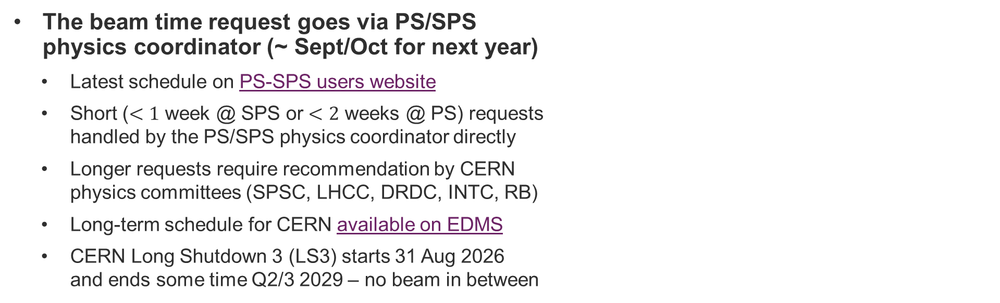 • The beam time request goes via PS/SPS
physics coordinator (~ Sept/Oct for next year)
• Latest schedule on PS-SPS users website
• Short (< 1 week @ SPS or < 2 weeks @ PS) requests
handled by the PS/SPS physics coordinator directly
• Longer requests require recommendation by CERN
physics committees (SPSC, LHCC, DRDC, INTC, RB)
• Long-term schedule for CERN available on EDMS
• CERN Long Shutdown 3 (LS3) starts 31 Aug 2026
and ends some time Q2/3 2029 – no beam in between